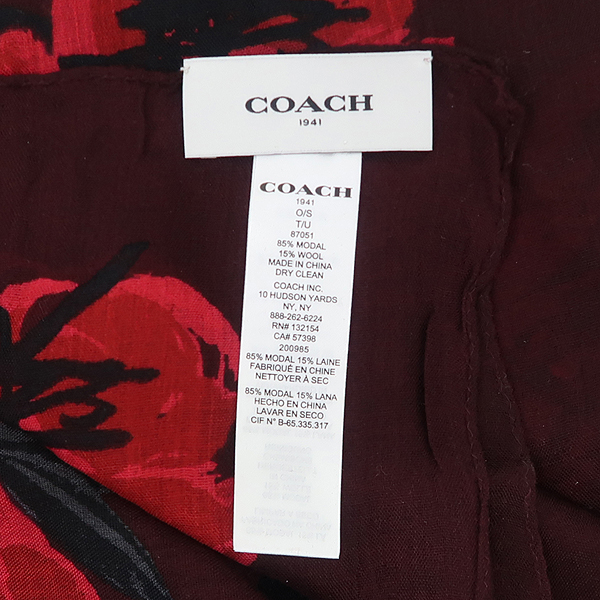 COACH
1941
COACH
1941
O/S
T/U
87051
85% MODAL
15% WOOL
MADE IN CHINA
DRY CLEAN
COACH INC.
10 HUDSON YARDS
NY, NY
888-262-6224
RN# 132154
CA# 57398
200985
85% MODAL 15% LAINE
FABRIQUÉ EN CHINE
NETTOYER À SEC
85% MODAL 15% LANA
HECHO EN CHINA
LAVAR EN SECO
CIF N° B-65.335.317